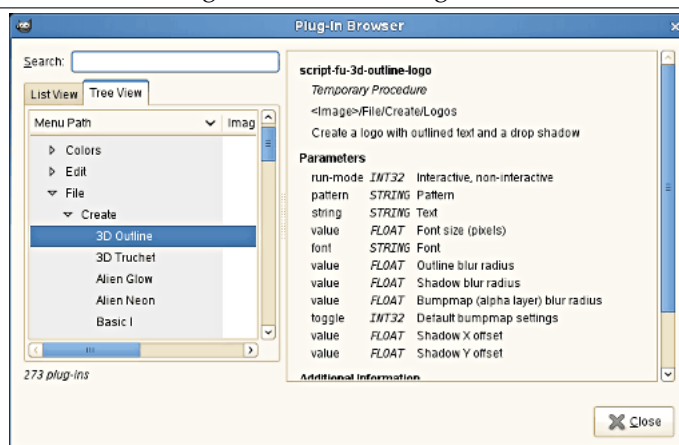 Plug-In Browser
Search:
List View Tree View
Menu Path Imag
Colors
Edit
File
Create
3D Outline
3D Truchet
Alien Glow
Alien Neon
Basic I
273 plug-ins
script-fu-3d-outline-logo
Temporary Procedure
<Image>/File/Create/Logos
Create a logo with outlined text and a drop shadow
Parameters
run-mode INT32 Interactive, non-interactive
pattern STRING Pattern
string STRING Text
value FLOAT Font size (pixels)
font STRING Font
value FLOAT Outline blur radius
value FLOAT Shadow blur radius
value FLOAT Bumpmap (alpha layer) blur radius
toggle INT32 Default bumpmap settings
value FLOAT Shadow X offset
value FLOAT Shadow Y offset
Additional Information
Close